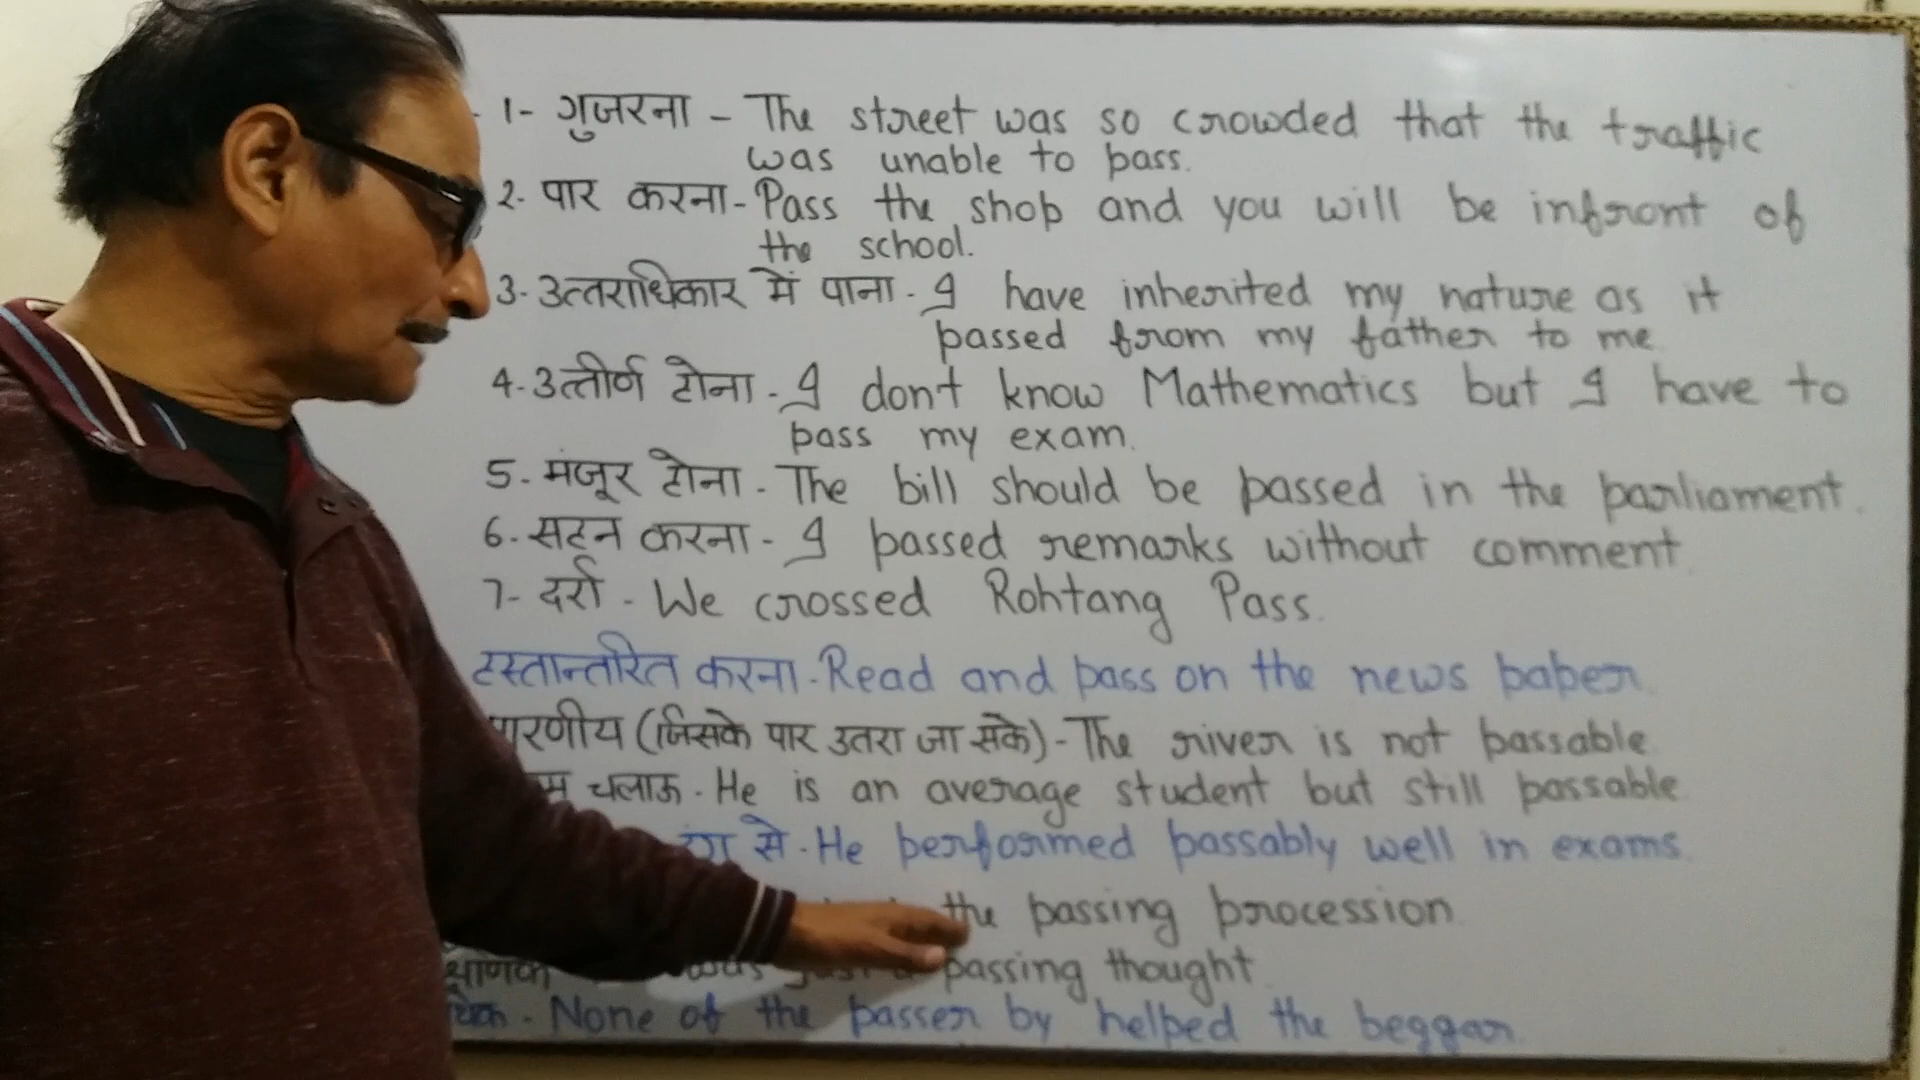 1- गुजरना - The street was so crowded that the traffic
was unable to pass.
2- पार करना - Pass the shop and you will be infront of
the school.
3- उत्तराधिकार में पाना - I have inherited my nature as it
passed from my father to me
4- उत्तीर्ण होना - I don't know Mathematics but I have to
pass my exam.
5- मंजूर होना - The bill should be passed in the parliament.
6- सहन करना - I passed remarks without comment
7- दर्रा - We crossed Rohtang Pass.
हस्तान्तरित करना - Read and pass on the news paper
(जिसके पार उतरा जा सके) - The river is not passable
चलाऊ - He is an average student but still passable
से - He performed passably well in exams.
the passing procession
passing thought
None of the passer by helped the beggar